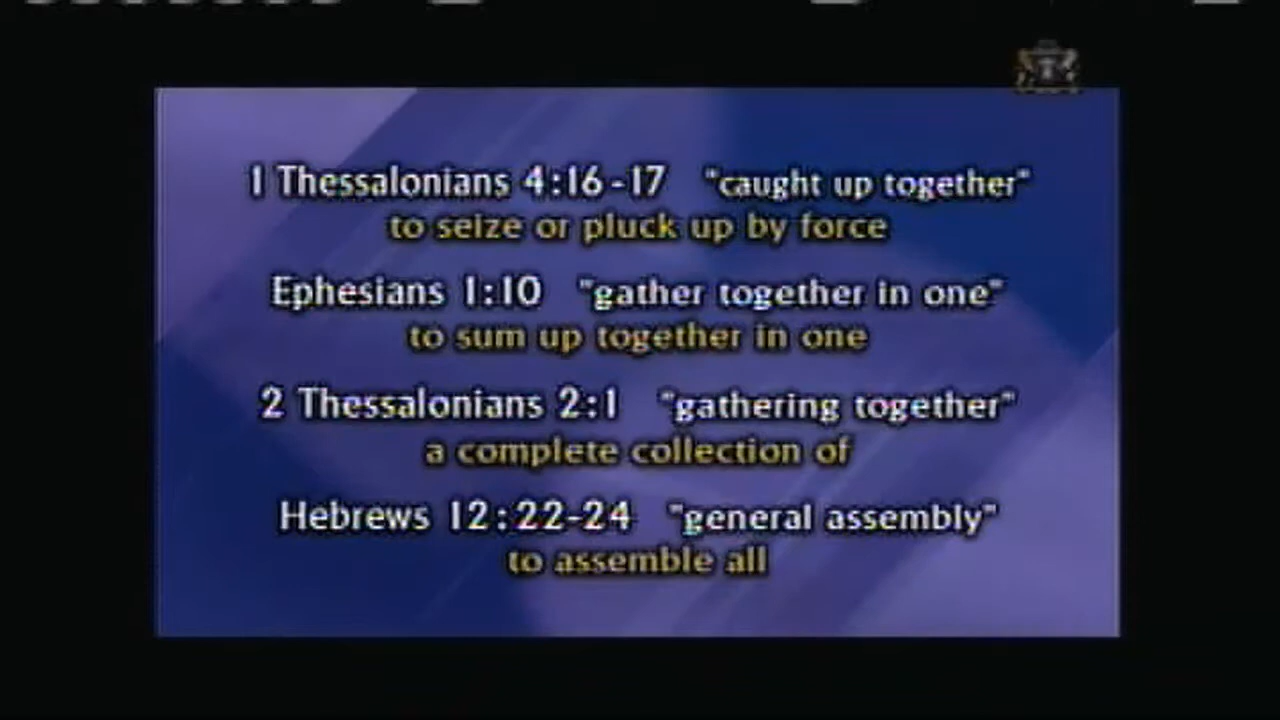 1 Thessalonians 4:16-17 "caught up together"
to seize or pluck up by force
Ephesians 1:10 "gather together in one"
to sum up together in one
2 Thessalonians 2:1 "gathering together"
a complete collection of
Hebrews 12:22-24 "general assembly"
to assemble all